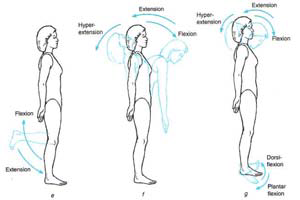 Flexion
Extension
e
Extension
Hyper-
extension
Flexion
f
Extension
Hyper-
extension
Flexion
Dorsi-
flexion
Plantar
flexion
g